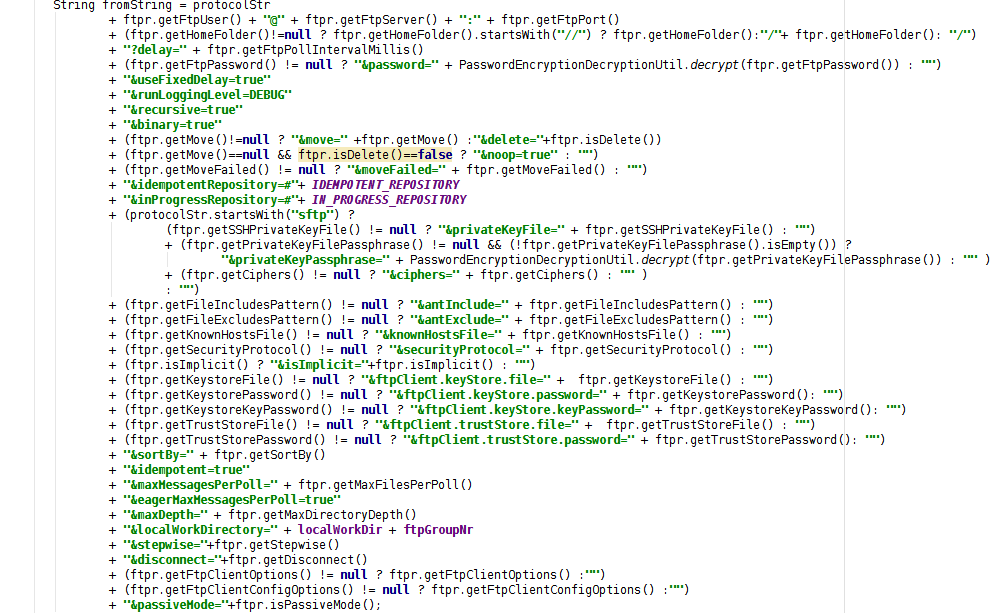 String fromString = protocolStr
+ ftpr.getFtpUser() + "@" + ftpr.getFtpServer() + ":" + ftpr.getFtpPort()
+ (ftpr.getHomeFolder()!=null ? ftpr.getHomeFolder().startsWith("//") ? ftpr.getHomeFolder():"/"+ ftpr.getHomeFolder(): "/")
+ "?delay=" + ftpr.getFtpPollIntervalMillis()
+ (ftpr.getFtpPassword() != null ? "&password=" + PasswordEncryptionDecryptionUtil.decrypt(ftpr.getFtpPassword()) : "")
+ "&useFixedDelay=true"
+ "&runLoggingLevel=DEBUG"
+ "&recursive=true"
+ "&binary=true"
+ (ftpr.getMove()!=null ? "&move=" +ftpr.getMove() :"&delete="+ftpr.isDelete())
+ (ftpr.getMove()==null && ftpr.isDelete()==false ? "&noop=true" : "")
+ (ftpr.getMoveFailed() != null ? "&moveFailed=" + ftpr.getMoveFailed() : "")
+ "&idempotentRepository=#"+ IDEMPOTENT_REPOSITORY
+ "&inProgressRepository=#"+ IN_PROGRESS_REPOSITORY
+ (protocolStr.startsWith("sftp") ?
(ftpr.getSSHPrivateKeyFile() != null ? "&privateKeyFile=" + ftpr.getSSHPrivateKeyFile() : "")
+ (ftpr.getPrivateKeyFilePassphrase() != null && (!ftpr.getPrivateKeyFilePassphrase().isEmpty()) ?
"&privateKeyPassphrase=" + PasswordEncryptionDecryptionUtil.decrypt(ftpr.getPrivateKeyFilePassphrase()) : "" )
+ (ftpr.getCiphers() != null ? "&ciphers=" + ftpr.getCiphers() : "" )
: "")
+ (ftpr.getFileIncludesPattern() != null ? "&antInclude=" + ftpr.getFileIncludesPattern() : "")
+ (ftpr.getFileExcludesPattern() != null ? "&antExclude=" + ftpr.getFileExcludesPattern() : "")
+ (ftpr.getKnownHostsFile() != null ? "&knownHostsFile=" + ftpr.getKnownHostsFile() : "")
+ (ftpr.getSecurityProtocol() != null ? "&securityProtocol=" + ftpr.getSecurityProtocol() : "")
+ (ftpr.isImplicit() ? "&isImplicit="+ftpr.isImplicit() : "")
+ (ftpr.getKeystoreFile() != null ? "&ftpClient.keyStore.file=" +  ftpr.getKeystoreFile() : "")
+ (ftpr.getKeystorePassword() != null ? "&ftpClient.keyStore.password=" + ftpr.getKeystorePassword(): "")
+ (ftpr.getKeystoreKeyPassword() != null ? "&ftpClient.keyStore.keyPassword=" + ftpr.getKeystoreKeyPassword(): "")
+ (ftpr.getTrustStoreFile() != null ? "&ftpClient.trustStore.file=" +  ftpr.getTrustStoreFile() : "")
+ (ftpr.getTrustStorePassword() != null ? "&ftpClient.trustStore.password=" + ftpr.getTrustStorePassword(): "")
+ "&sortBy=" + ftpr.getSortBy()
+ "&idempotent=true"
+ "&maxMessagesPerPoll=" + ftpr.getMaxFilesPerPoll()
+ "&eagerMaxMessagesPerPoll=true"
+ "&maxDepth=" + ftpr.getMaxDirectoryDepth()
+ "&localWorkDirectory=" + localWorkDir + ftpGroupNr
+ "&stepwise="+ftpr.getStepwise()
+ "&disconnect="+ftpr.getDisconnect()
+ (ftpr.getFtpClientOptions() != null ? ftpr.getFtpClientOptions() :"")
+ (ftpr.getFtpClientConfigOptions() != null ? ftpr.getFtpClientConfigOptions() :"")
+ "&passiveMode="+ftpr.isPassiveMode();